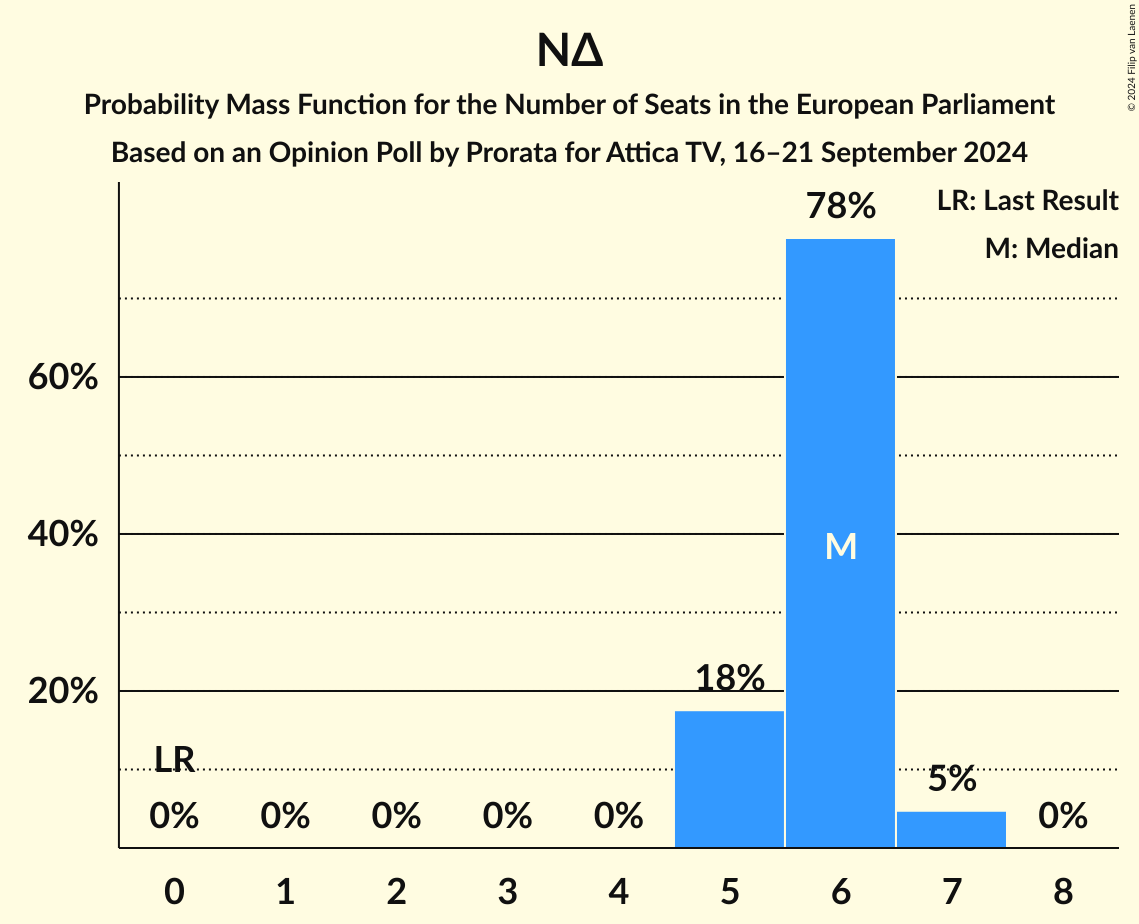 ΝΔ
Probability Mass Function for the Number of Seats in the European Parliament
Based on an Opinion Poll by Prorata for Attica TV, 16–21 September 2024
© 2024 Filip van Laenen
LR: Last Result
M: Median
78%
60%
40%
M
20%
18%
LR
5%
0%
0%
0%
0%
0%
0%
0
1
2
3
4
5
6
7
8